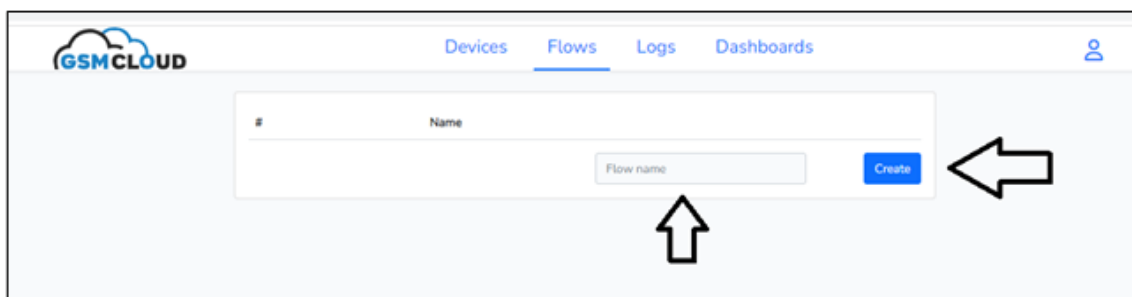 GSMCLOUD
Devices Flows Logs Dashboards
# Name
Flow name Create